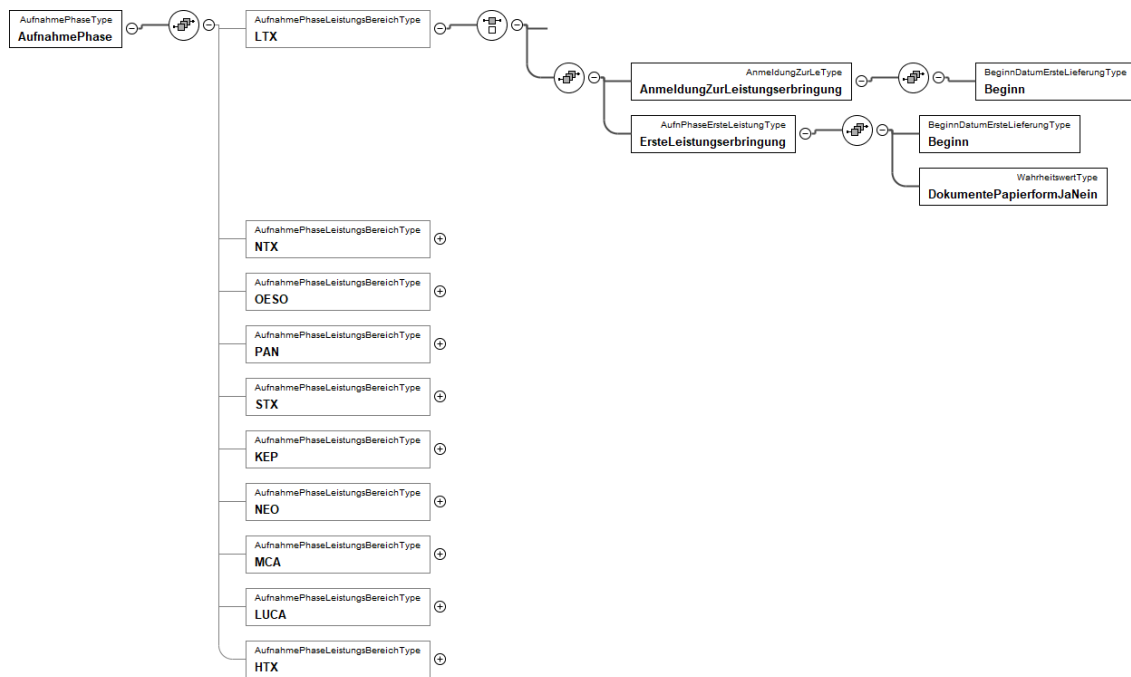 AufnahmePhaseType
AufnahmePhase
AufnahmePhaseLeistungsBereichType
LTX
AnmeldungZurLeType
AnmeldungZurLeistungserbringung
BeginnDatumErsteLieferungType
Beginn
AufnPhaseErsteLeistungType
ErsteLeistungserbringung
BeginnDatumErsteLieferungType
Beginn
WahrheitswertType
DokumentePapierformJaNein
AufnahmePhaseLeistungsBereichType
NTX
AufnahmePhaseLeistungsBereichType
OESO
AufnahmePhaseLeistungsBereichType
PAN
AufnahmePhaseLeistungsBereichType
STX
AufnahmePhaseLeistungsBereichType
KEP
AufnahmePhaseLeistungsBereichType
NEO
AufnahmePhaseLeistungsBereichType
MCA
AufnahmePhaseLeistungsBereichType
LUCA
AufnahmePhaseLeistungsBereichType
HTX